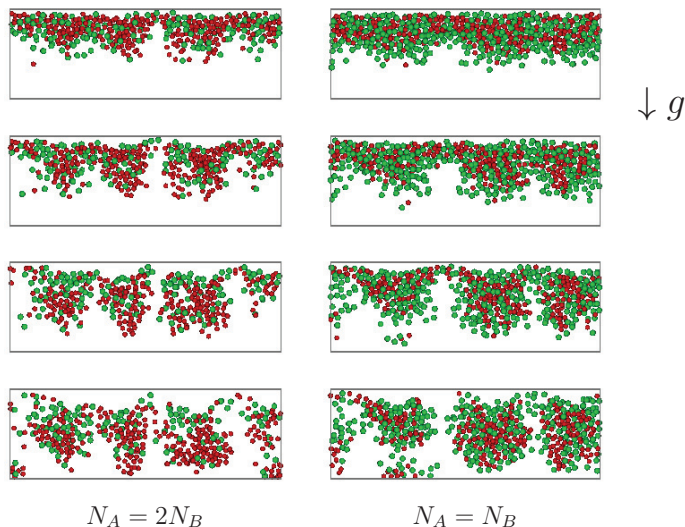 ↓ g
N_A = 2N_B
N_A = N_B